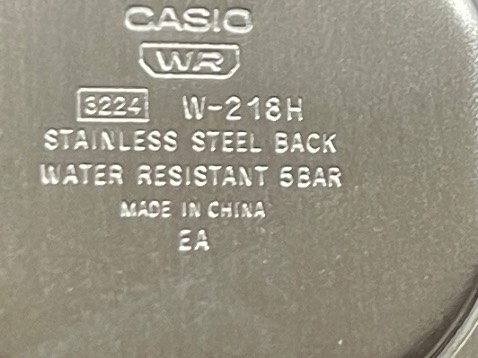 CASIO
WR
3224 W-218H
STAINLESS STEEL BACK
WATER RESISTANT 5BAR
MADE IN CHINA
EA